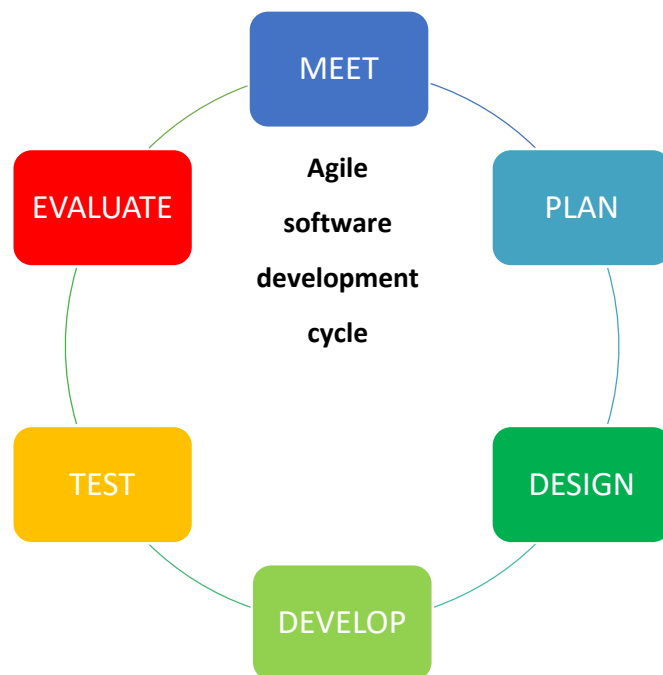 MEET
Agile
software
development
cycle
PLAN
DESIGN
DEVELOP
TEST
EVALUATE